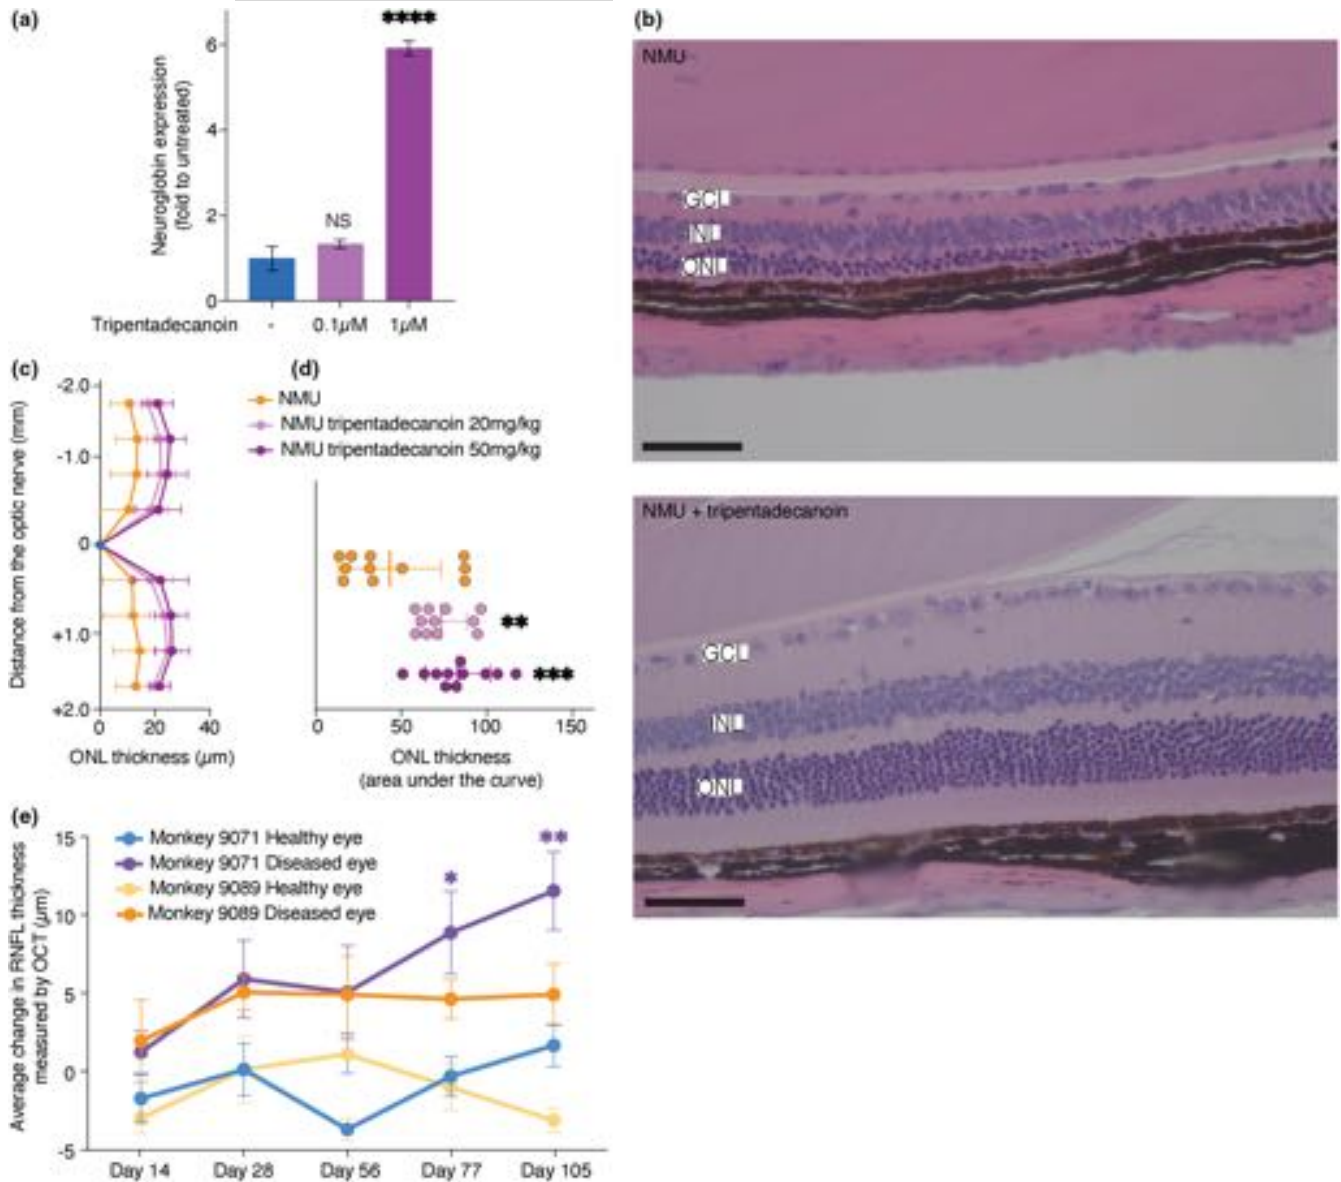 (a)
****
6
4
2
0
Neuroglobin expression
(fold to untreated)
NS
Tripentadecanoin - 0.1µM 1µM
(b)
NMU
GCL
INL
ONL
NMU + tripentadecanoin
GCL
INL
ONL
(c)
-2.0
-1.0
0
+1.0
+2.0
Distance from the optic nerve (mm)
0 20 40
ONL thickness (µm)
(d)
NMU
NMU tripentadecanoin 20mg/kg
NMU tripentadecanoin 50mg/kg
**
***
0 50 100 150
ONL thickness
(area under the curve)
(e)
15
10
5
0
-5
Average change in RNFL thickness
measured by OCT (µm)
Monkey 9071 Healthy eye
Monkey 9071 Diseased eye
Monkey 9089 Healthy eye
Monkey 9089 Diseased eye
*
**
Day 14 Day 28 Day 56 Day 77 Day 105